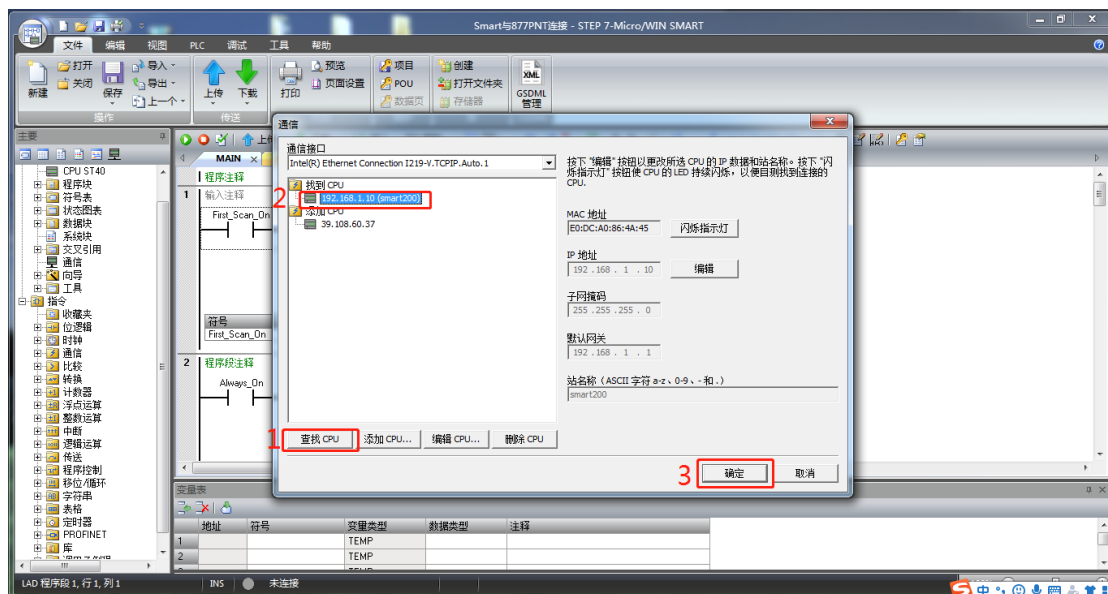 Smart与877PNT连接 - STEP 7-Micro/WIN SMART
文件 编辑 视图 PLC 调试 工具 帮助
新建
打开
关闭
保存
导入
导出
上一个
上传
下载
打印
预览
页面设置
项目
POU
数据页
创建
打开文件夹
存储器
XML
GSDML
管理
操作
传送
主要
CPU ST40
程序块
符号表
状态图表
数据块
系统块
交叉引用
通信
向导
工具
指令
收藏夹
位逻辑
时钟
通信
比较
转换
计数器
浮点运算
整数运算
中断
逻辑运算
传送
程序控制
移位/循环
字符串
表格
定时器
PROFINET
库
上传
MAIN
程序注释
1 输入注释
First_Scan_On
符号
First_Scan_On
2 程序段注释
Always_On
通信
通信接口
Intel(R) Ethernet Connection I219-V.TCPIP.Auto.1
找到 CPU
2
192.168.1.10 (smart200)
添加 CPU
39.108.60.37
按下 "编辑" 按钮以更改所选 CPU 的 IP 数据和站名称。按下 "闪
烁指示灯" 按钮使 CPU 的 LED 持续闪烁，以便目测找到连接的
CPU。
MAC 地址
E0:DC:A0:86:4A:45 闪烁指示灯
IP 地址
192 .168 . 1 . 10 编辑
子网掩码
255 .255 .255 . 0
默认网关
192 .168 . 1 . 1
站名称（ASCII 字符 a-z、0-9、- 和 .）
smart200
1 查找 CPU 添加 CPU... 编辑 CPU... 删除 CPU
3 确定 取消
变量表
地址 符号 变量类型 数据类型 注释
1 TEMP
2 TEMP
LAD 程序段 1, 行 1, 列 1 INS 未连接
中